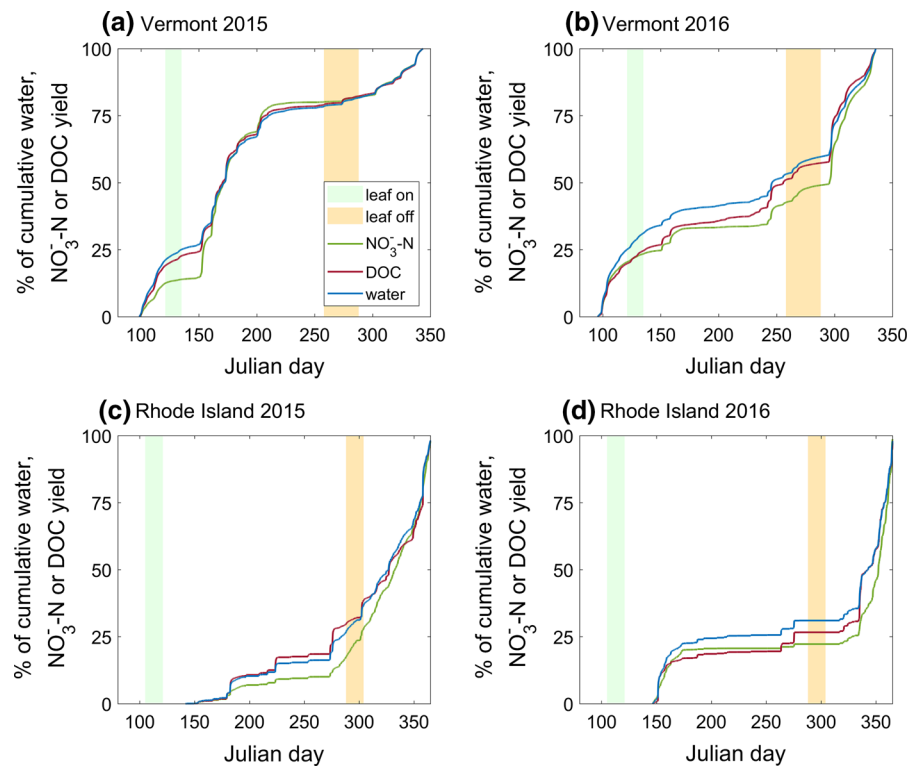 (a) Vermont 2015
% of cumulative water,
NO₃⁻-N or DOC yield
100
75
50
25
0
100 150 200 250 300 350
Julian day
leaf on
leaf off
NO₃⁻-N
DOC
water
(b) Vermont 2016
% of cumulative water,
NO₃⁻-N or DOC yield
100
75
50
25
0
100 150 200 250 300 350
Julian day
(c) Rhode Island 2015
% of cumulative water,
NO₃⁻-N or DOC yield
100
75
50
25
0
100 150 200 250 300 350
Julian day
(d) Rhode Island 2016
% of cumulative water,
NO₃⁻-N or DOC yield
100
75
50
25
0
100 150 200 250 300 350
Julian day